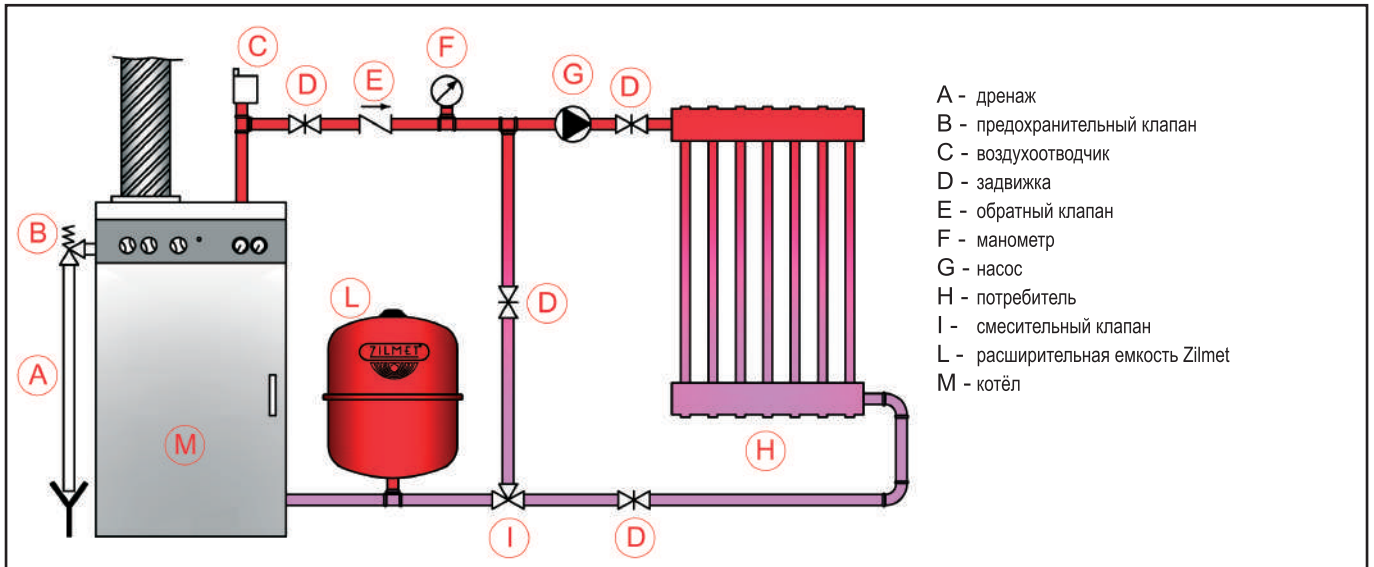 C
D
E
F
G
D
B
A
M
L
ZILMET
D
H
I
D
A - дренаж
B - предохранительный клапан
C - воздухоотводчик
D - задвижка
E - обратный клапан
F - манометр
G - насос
H - потребитель
I - смесительный клапан
L - расширительная емкость Zilmet
M - котёл